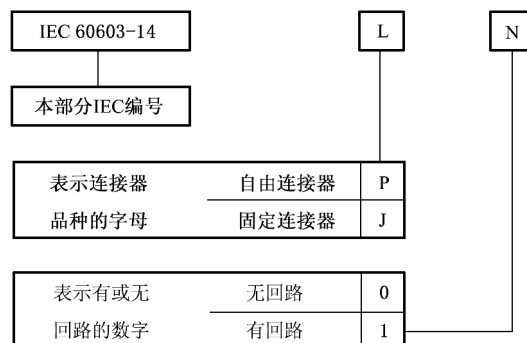 IEC 60603-14 L N
本部分IEC编号
表示连接器 自由连接器 P
品种的字母 固定连接器 J
表示有或无 无回路 0
回路的数字 有回路 1